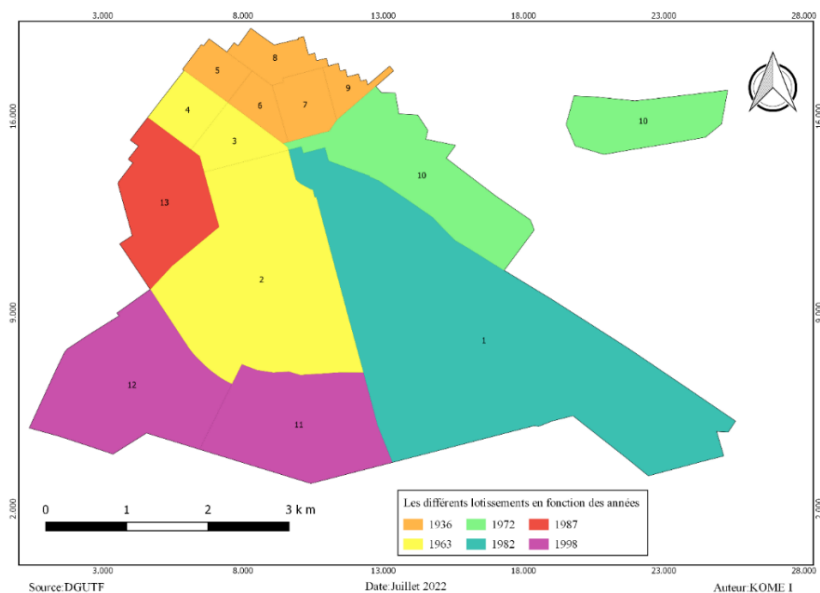 3.000 8.000 13.000 18.000 23.000 28.000
8
5
9
6 7
4
16.000 16.000
10
3
10
13
2
9.000 9.000
1
12
11
Les différents lotissements en fonction des années
1936 1972 1987
1963 1982 1998
0 1 2 3 km
2.000 2.000
3.000 8.000 13.000 18.000 23.000 28.000
Source:DGUTF Date:Juillet 2022 Auteur:KOME I